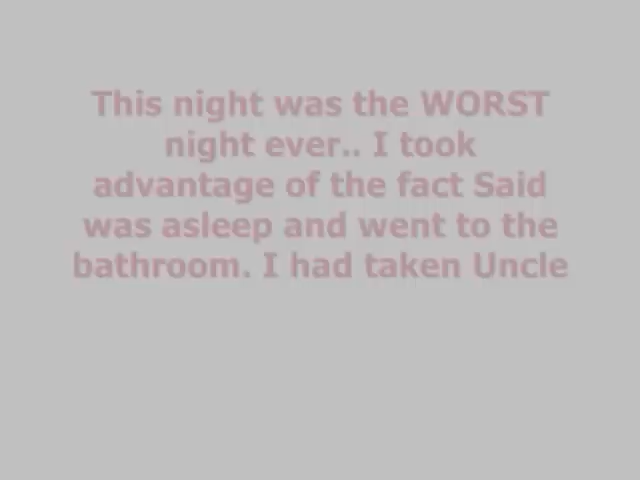 This night was the WORST
night ever.. I took
advantage of the fact Said
was asleep and went to the
bathroom. I had taken Uncle